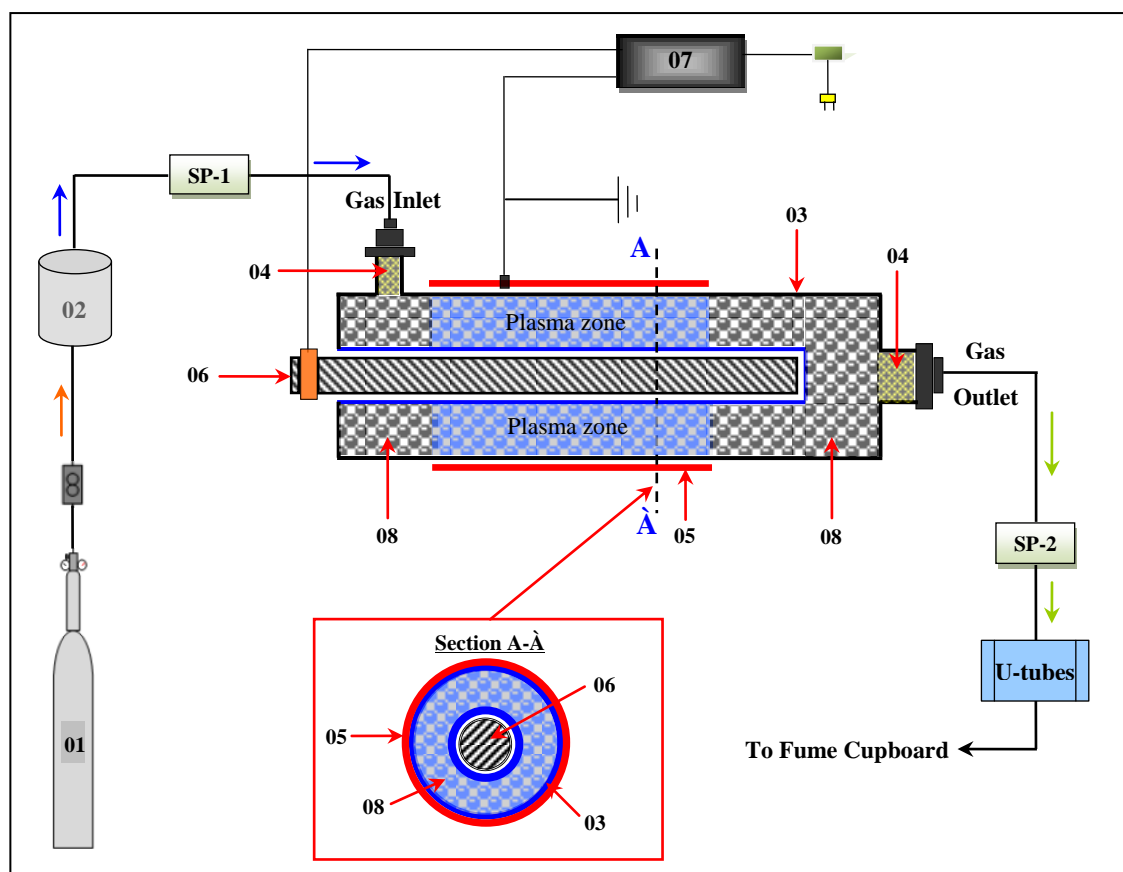 07
SP-1
Gas Inlet
A
03
04
04
02
Plasma zone
Gas
06
Outlet
Plasma zone
8
À
08
05
08
SP-2
Section A-À
06
U-tubes
01
05
To Fume Cupboard
08
03